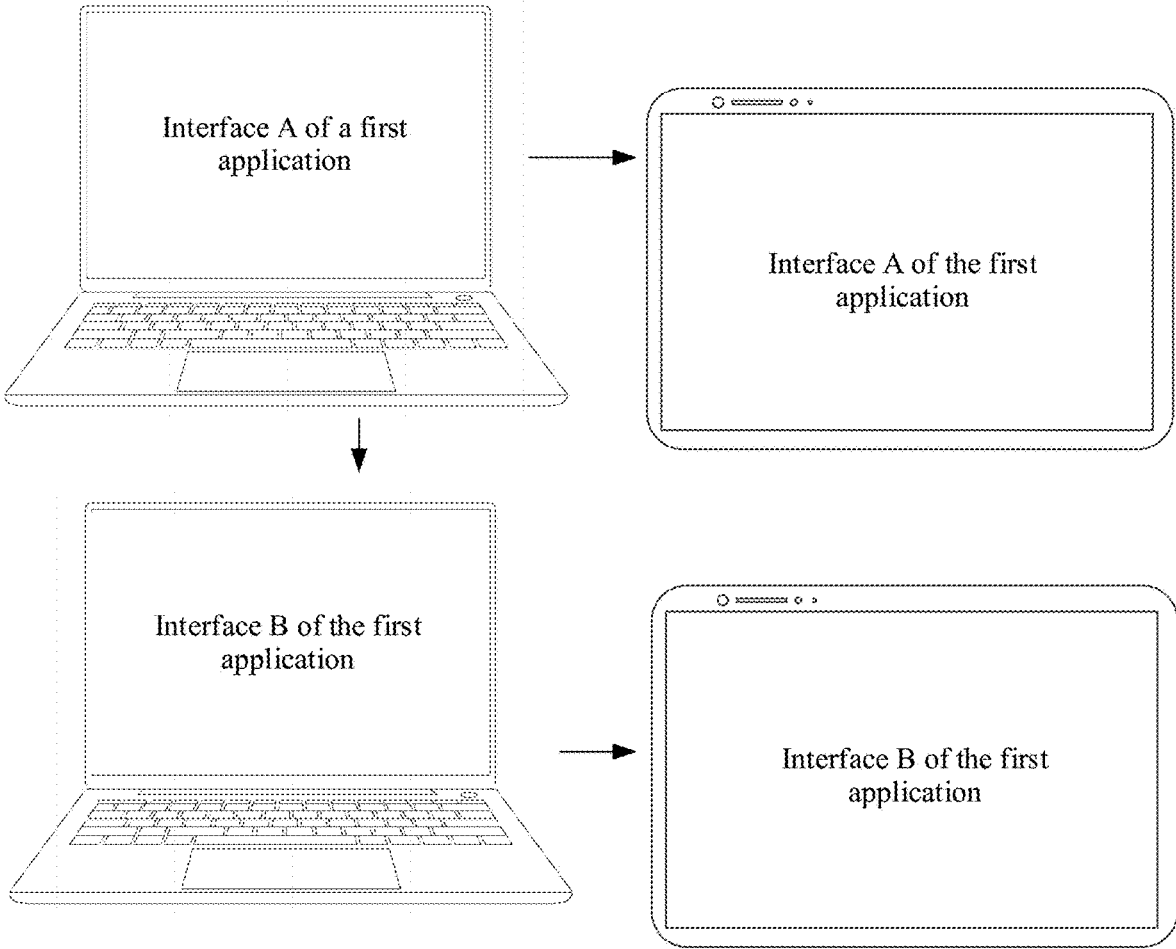 Interface A of a first
application
Interface A of the first
application
Interface B of the first
application
Interface B of the first
application